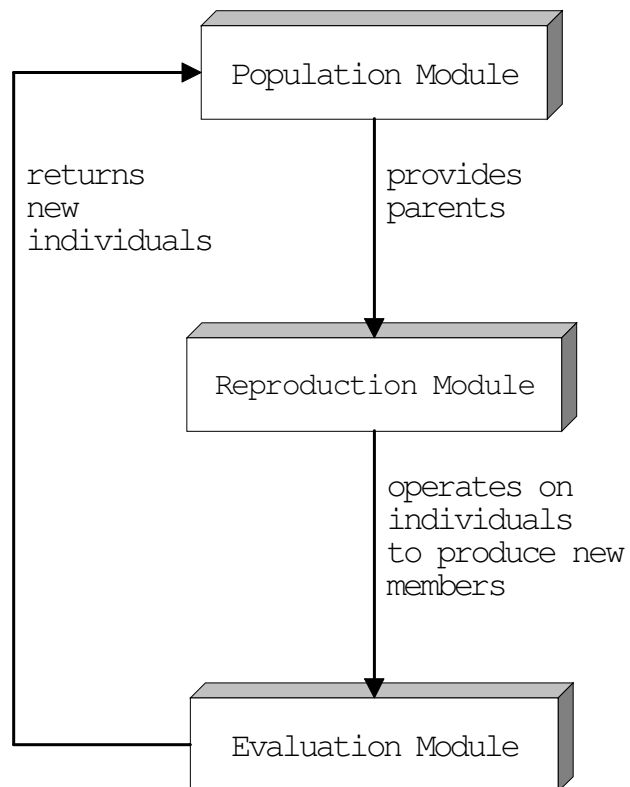 Population Module
returns
new
individuals
provides
parents
Reproduction Module
operates on
individuals
to produce new
members
Evaluation Module